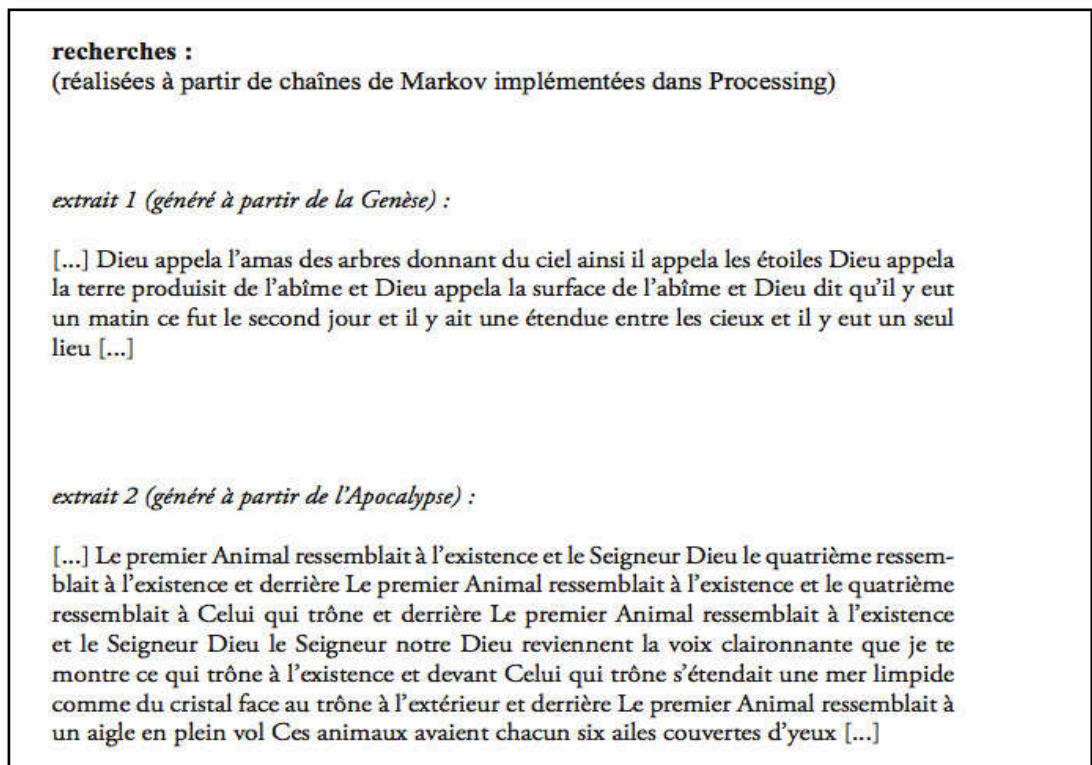 recherches :
(réalisées à partir de chaînes de Markov implémentées dans Processing)
extrait 1 (généré à partir de la Genèse) :
[...] Dieu appela l'amas des arbres donnant du ciel ainsi il appela les étoiles Dieu appela
la terre produisit de l'abîme et Dieu appela la surface de l'abîme et Dieu dit qu'il y eut
un matin ce fut le second jour et il y ait une étendue entre les cieux et il y eut un seul
lieu [...]
extrait 2 (généré à partir de l'Apocalypse) :
[...] Le premier Animal ressemblait à l'existence et le Seigneur Dieu le quatrième ressem-
blait à l'existence et derrière Le premier Animal ressemblait à l'existence et le quatrième
ressemblait à Celui qui trône et derrière Le premier Animal ressemblait à l'existence
et le Seigneur Dieu le Seigneur notre Dieu reviennent la voix claironnante que je te
montre ce qui trône à l'existence et devant Celui qui trône s'étendait une mer limpide
comme du cristal face au trône à l'extérieur et derrière Le premier Animal ressemblait à
un aigle en plein vol Ces animaux avaient chacun six ailes couvertes d'yeux [...]